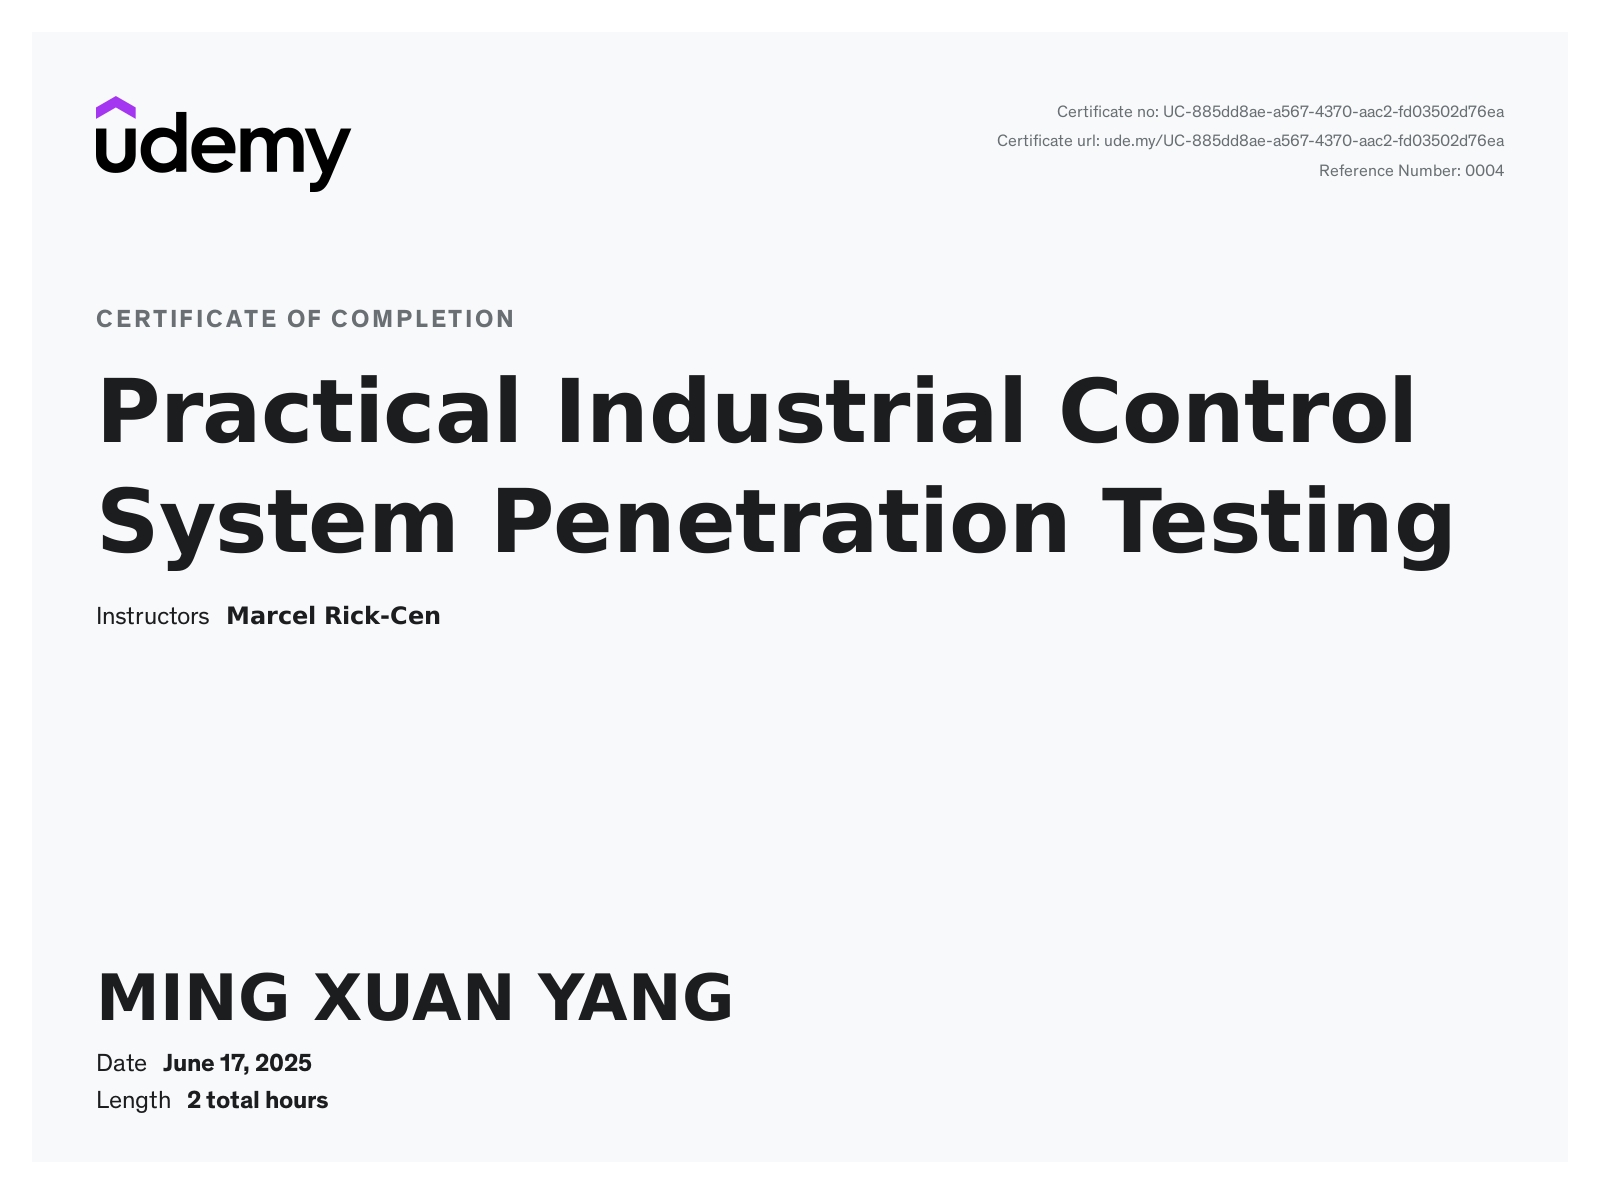 udemy
Certificate no: UC-885dd8ae-a567-4370-aac2-fd03502d76ea
Certificate url: ude.my/UC-885dd8ae-a567-4370-aac2-fd03502d76ea
Reference Number: 0004
CERTIFICATE OF COMPLETION
Practical Industrial Control
System Penetration Testing
Instructors Marcel Rick-Cen
MING XUAN YANG
Date June 17, 2025
Length 2 total hours